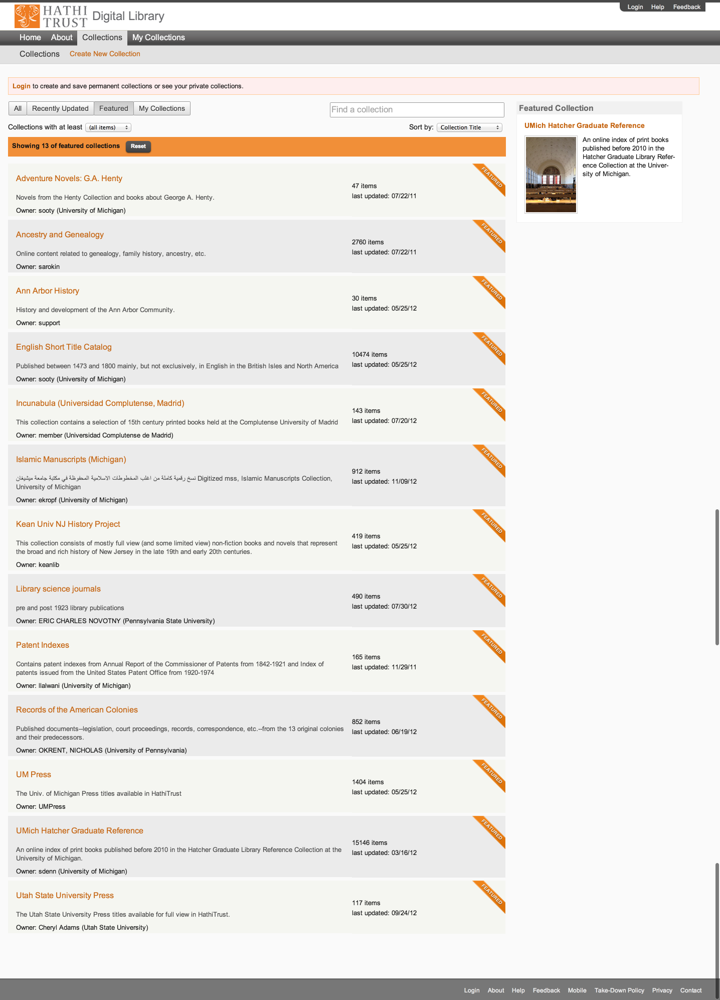 Login Help Feedback
HATHI TRUST Digital Library
Home About Collections My Collections
Collections Create New Collection
Login to create and save permanent collections or see your private collections.
All Recently Updated Featured My Collections
Find a collection
Collections with at least (all items)
Sort by: Collection Title
Showing 13 of featured collections Reset
Featured Collection
UMich Hatcher Graduate Reference
An online index of print books
published before 2010 in the
Hatcher Graduate Library Refer-
ence Collection at the Univer-
sity of Michigan.
Adventure Novels: G.A. Henty
Novels from the Henty Collection and books about George A. Henty.
Owner: sooty (University of Michigan)
47 items
last updated: 07/22/11
FEATURED
Ancestry and Genealogy
Online content related to genealogy, family history, ancestry, etc.
Owner: sarokin
2760 items
last updated: 07/22/11
FEATURED
Ann Arbor History
History and development of the Ann Arbor Community.
Owner: support
30 items
last updated: 05/25/12
FEATURED
English Short Title Catalog
Published between 1473 and 1800 mainly, but not exclusively, in English in the British Isles and North America
Owner: sooty (University of Michigan)
10474 items
last updated: 05/25/12
FEATURED
Incunabula (Universidad Complutense, Madrid)
This collection contains a selection of 15th century printed books held at the Complutense University of Madrid
Owner: member (Universidad Complutense de Madrid)
143 items
last updated: 07/20/12
FEATURED
Islamic Manuscripts (Michigan)
نسخ رقمية كاملة من اغلب المخطوطات الاسلامية المحفوظة في مكتبة جامعة ميشيغان Digitized mss, Islamic Manuscripts Collection,
University of Michigan
Owner: ekropf (University of Michigan)
912 items
last updated: 11/09/12
FEATURED
Kean Univ NJ History Project
This collection consists of mostly full view (and some limited view) non-fiction books and novels that represent
the broad and rich history of New Jersey in the late 19th and early 20th centuries.
Owner: keanlib
419 items
last updated: 05/25/12
FEATURED
Library science journals
pre and post 1923 library publications
Owner: ERIC CHARLES NOVOTNY (Pennsylvania State University)
490 items
last updated: 07/30/12
FEATURED
Patent Indexes
Contains patent indexes from Annual Report of the Commissioner of Patents from 1842-1921 and Index of
patents issued from the United States Patent Office from 1920-1974
Owner: llalwani (University of Michigan)
165 items
last updated: 11/29/11
FEATURED
Records of the American Colonies
Published documents--legislation, court proceedings, records, correspondence, etc.--from the 13 original colonies
and their predecessors.
Owner: OKRENT, NICHOLAS (University of Pennsylvania)
852 items
last updated: 06/19/12
FEATURED
UM Press
The Univ. of Michigan Press titles available in HathiTrust
Owner: UMPress
1404 items
last updated: 05/25/12
FEATURED
UMich Hatcher Graduate Reference
An online index of print books published before 2010 in the Hatcher Graduate Library Reference Collection at the
University of Michigan.
Owner: sdenn (University of Michigan)
15146 items
last updated: 03/16/12
FEATURED
Utah State University Press
The Utah State University Press titles available for full view in HathiTrust.
Owner: Cheryl Adams (Utah State University)
117 items
last updated: 09/24/12
FEATURED
Login About Help Feedback Mobile Take-Down Policy Privacy Contact